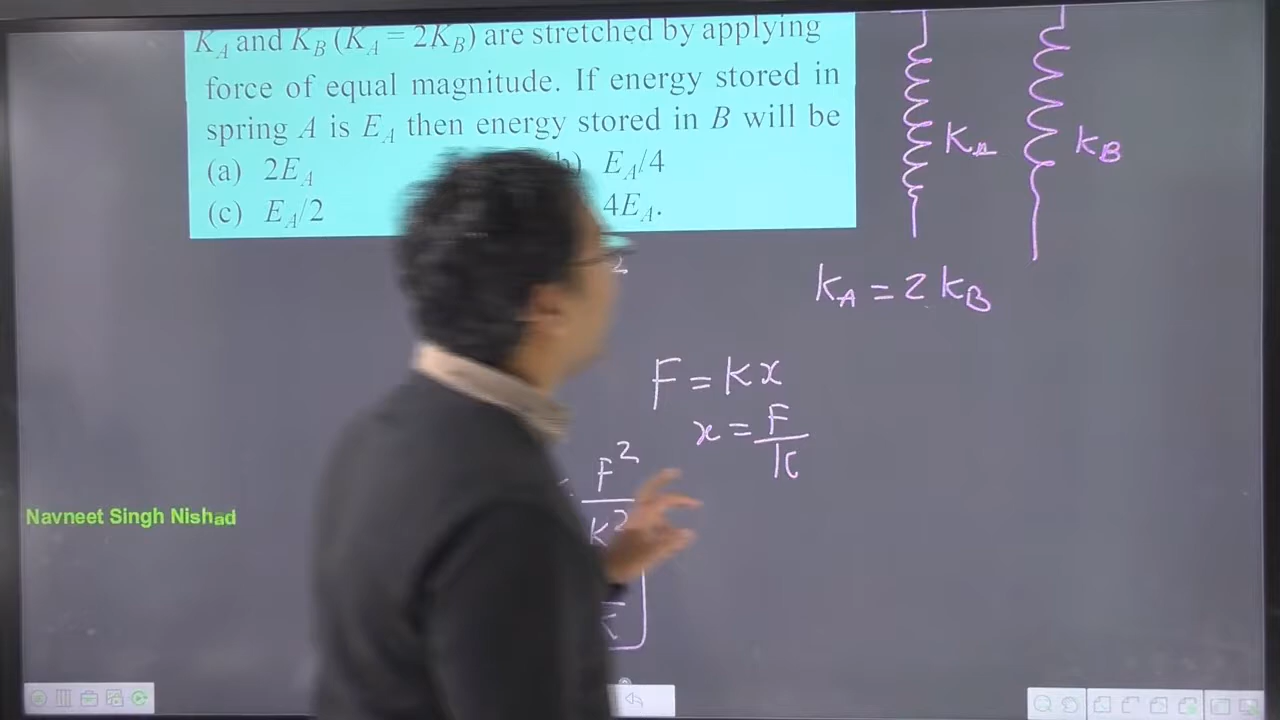 K_A and K_B (K_A = 2K_B) are stretched by applying
force of equal magnitude. If energy stored in
spring A is E_A then energy stored in B will be
(a) 2E_A
b) E_A/4
(c) E_A/2
4E_A.
K_A
K_B
2
K_A = 2 K_B
F = Kx
x = F/K
F²
K²
Navneet Singh Nishad